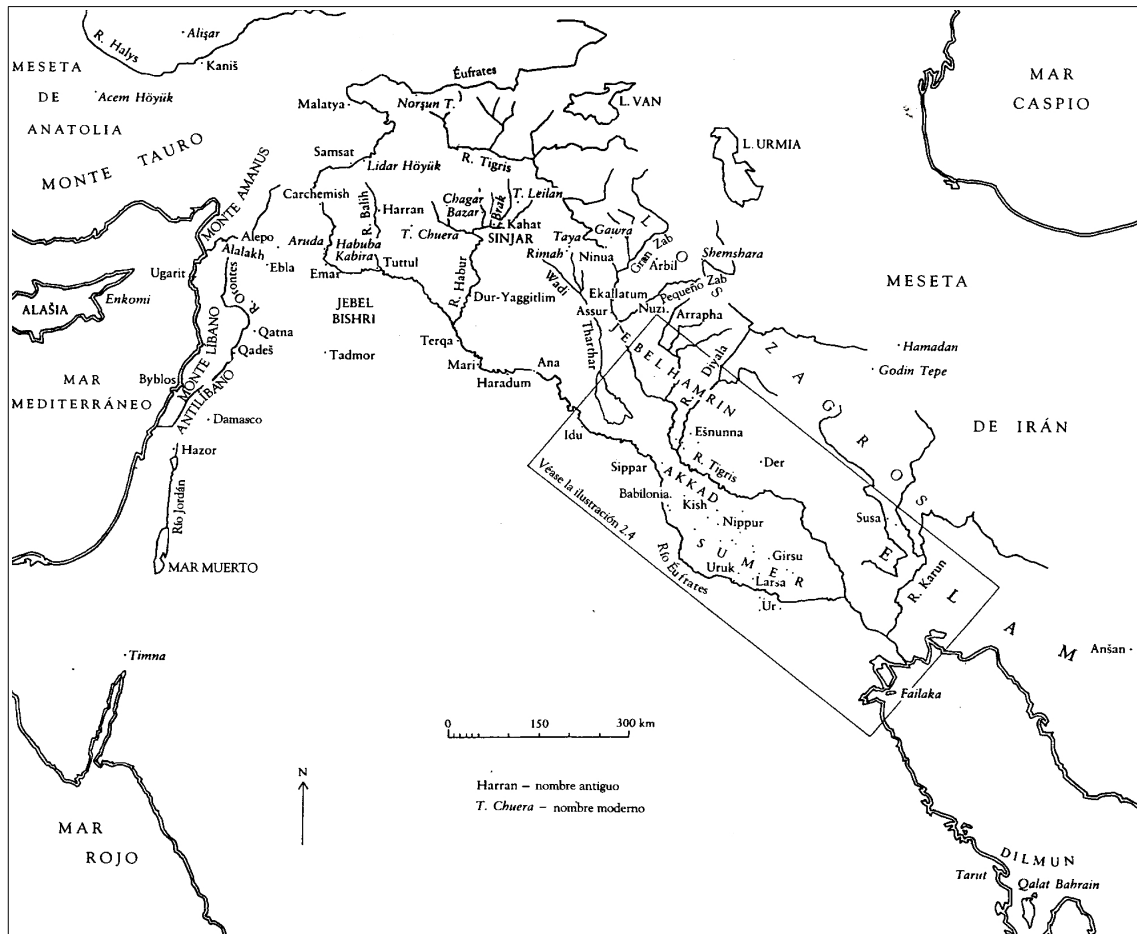 R. Halys
Alişar
Kaniš
MESETA
DE
ANATOLIA
Acem Höyük
MONTE TAURO
MONTE AMANUS
Malatya
Norşun T.
Éufrates
L. VAN
L. URMIA
MAR
CASPIO
Samsat
Lidar Höyük
R. Tigris
Carchemish
R. Balih
Harran
Chagar
Bazar
T. Brak
T. Leilan
Kahat
SINJAR
T. Chuera
Alepo
Alalakh
Aruda
Habuba
Kabira
Ebla
Emar
Tuttul
R. Habur
Taya
Rimah
Gawra
Ninua
Gran Zab
Arbil
Shemshara
Wadi
Tharthar
Ekallatum
Pequeño Zab
Nuzi
Arrapha
Assur
Ugarit
R. Orontes
ALAŠIA
Enkomi
JEBEL
BISHRI
Dur-Yaggitlim
Qatna
Qadeš
Tadmor
Terqa
Mari
Haradum
Ana
MONTE LÍBANO
ANTILÍBANO
Byblos
MAR
MEDITERRÁNEO
Damasco
Hazor
Río Jordán
MAR MUERTO
JEBEL HAMRIN
R. Diyala
MESETA
DE IRÁN
Hamadan
Godin Tepe
ZAGROS
Idu
Ešnunna
R. Tigris
Der
Sippar
AKKAD
Babilonia
Kish
Nippur
Susa
SUMER
Girsu
Uruk
Larsa
Ur
Río Éufrates
Véase la ilustración 2.4
R. Karun
ELAM
Anšan
Failaka
Timna
0 150 300 km
N
Harran – nombre antiguo
T. Chuera – nombre moderno
MAR
ROJO
DILMUN
Tarut
Qalat Bahrain